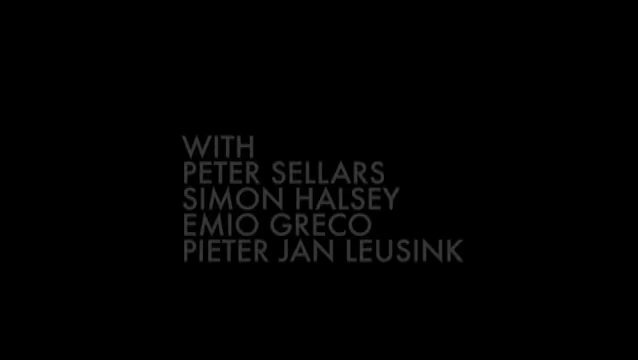 WITH
PETER SELLARS
SIMON HALSEY
EMIO GRECO
PIETER JAN LEUSINK